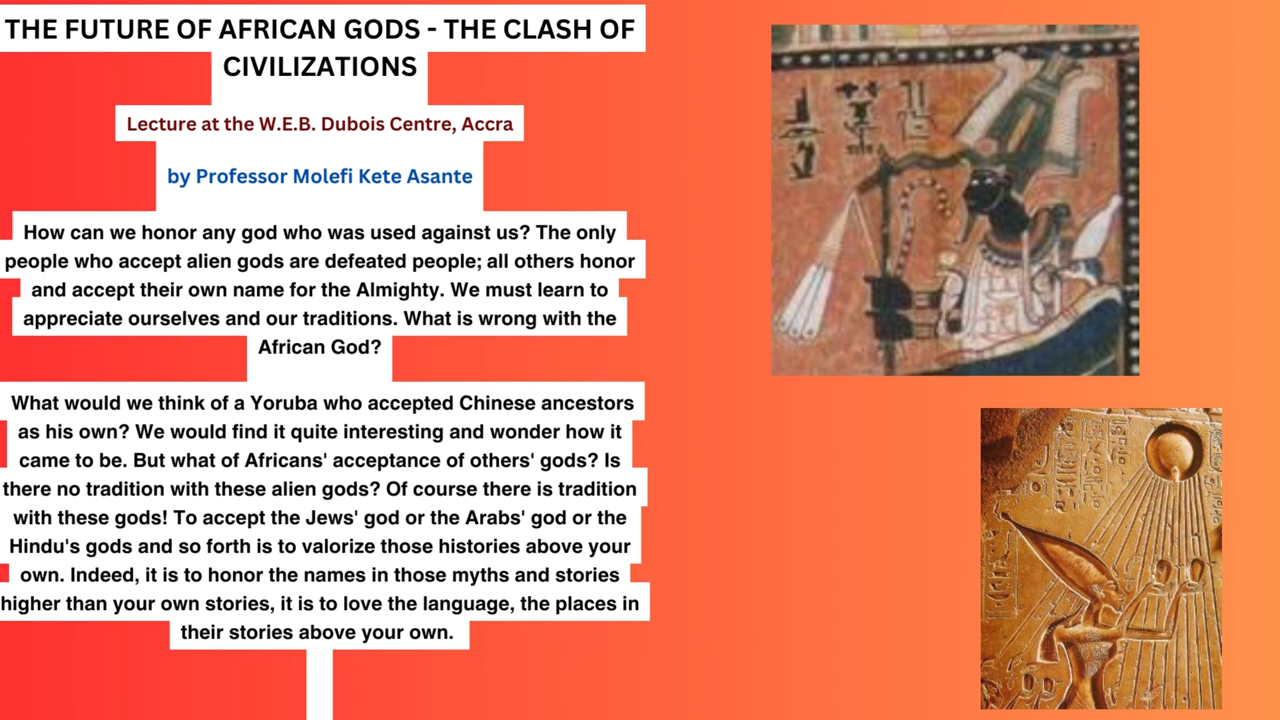 THE FUTURE OF AFRICAN GODS - THE CLASH OF
CIVILIZATIONS
Lecture at the W.E.B. Dubois Centre, Accra
by Professor Molefi Kete Asante
How can we honor any god who was used against us? The only
people who accept alien gods are defeated people; all others honor
and accept their own name for the Almighty. We must learn to
appreciate ourselves and our traditions. What is wrong with the
African God?
What would we think of a Yoruba who accepted Chinese ancestors
as his own? We would find it quite interesting and wonder how it
came to be. But what of Africans' acceptance of others' gods? Is
there no tradition with these alien gods? Of course there is tradition
with these gods! To accept the Jews' god or the Arabs' god or the
Hindu's gods and so forth is to valorize those histories above your
own. Indeed, it is to honor the names in those myths and stories
higher than your own stories, it is to love the language, the places in
their stories above your own.